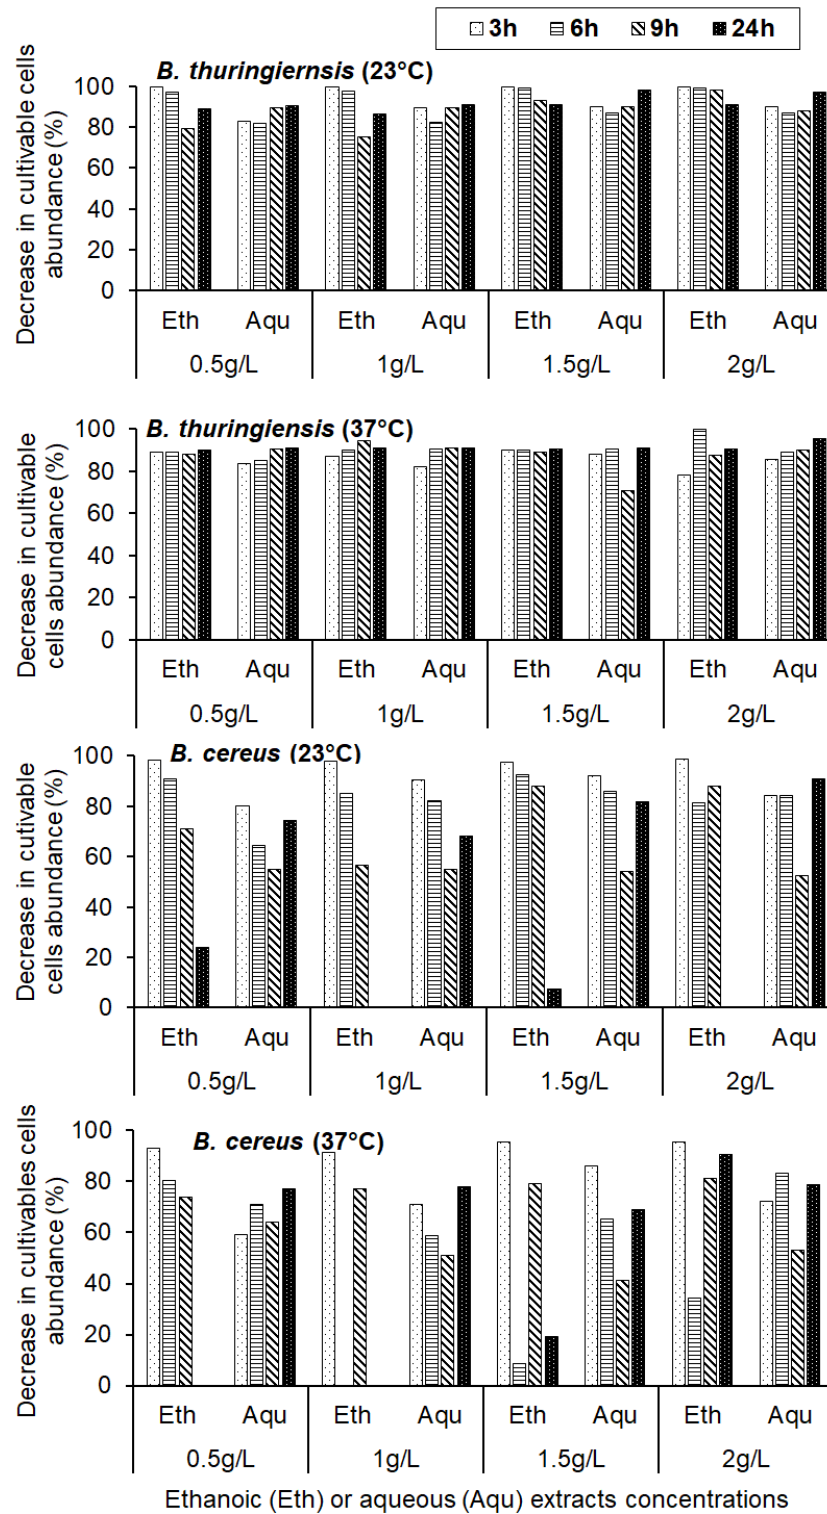 3h 6h 9h 24h
B. thuringiernsis (23°C)
Decrease in cultivable cells
abundance (%)
100
80
60
40
20
0
Eth Aqu Eth Aqu Eth Aqu Eth Aqu
0.5g/L 1g/L 1.5g/L 2g/L
B. thuringiensis (37°C)
Decrease in cultivable
cells abundance (%)
100
80
60
40
20
0
Eth Aqu Eth Aqu Eth Aqu Eth Aqu
0.5g/L 1g/L 1.5g/L 2g/L
B. cereus (23°C)
Decrease in cutivable
cells abundance (%)
100
80
60
40
20
0
Eth Aqu Eth Aqu Eth Aqu Eth Aqu
0.5g/L 1g/L 1.5g/L 2g/L
B. cereus (37°C)
Decrease in cultivables cells
abundance (%)
100
80
60
40
20
0
Eth Aqu Eth Aqu Eth Aqu Eth Aqu
0.5g/L 1g/L 1.5g/L 2g/L
Ethanoic (Eth) or aqueous (Aqu) extracts concentrations